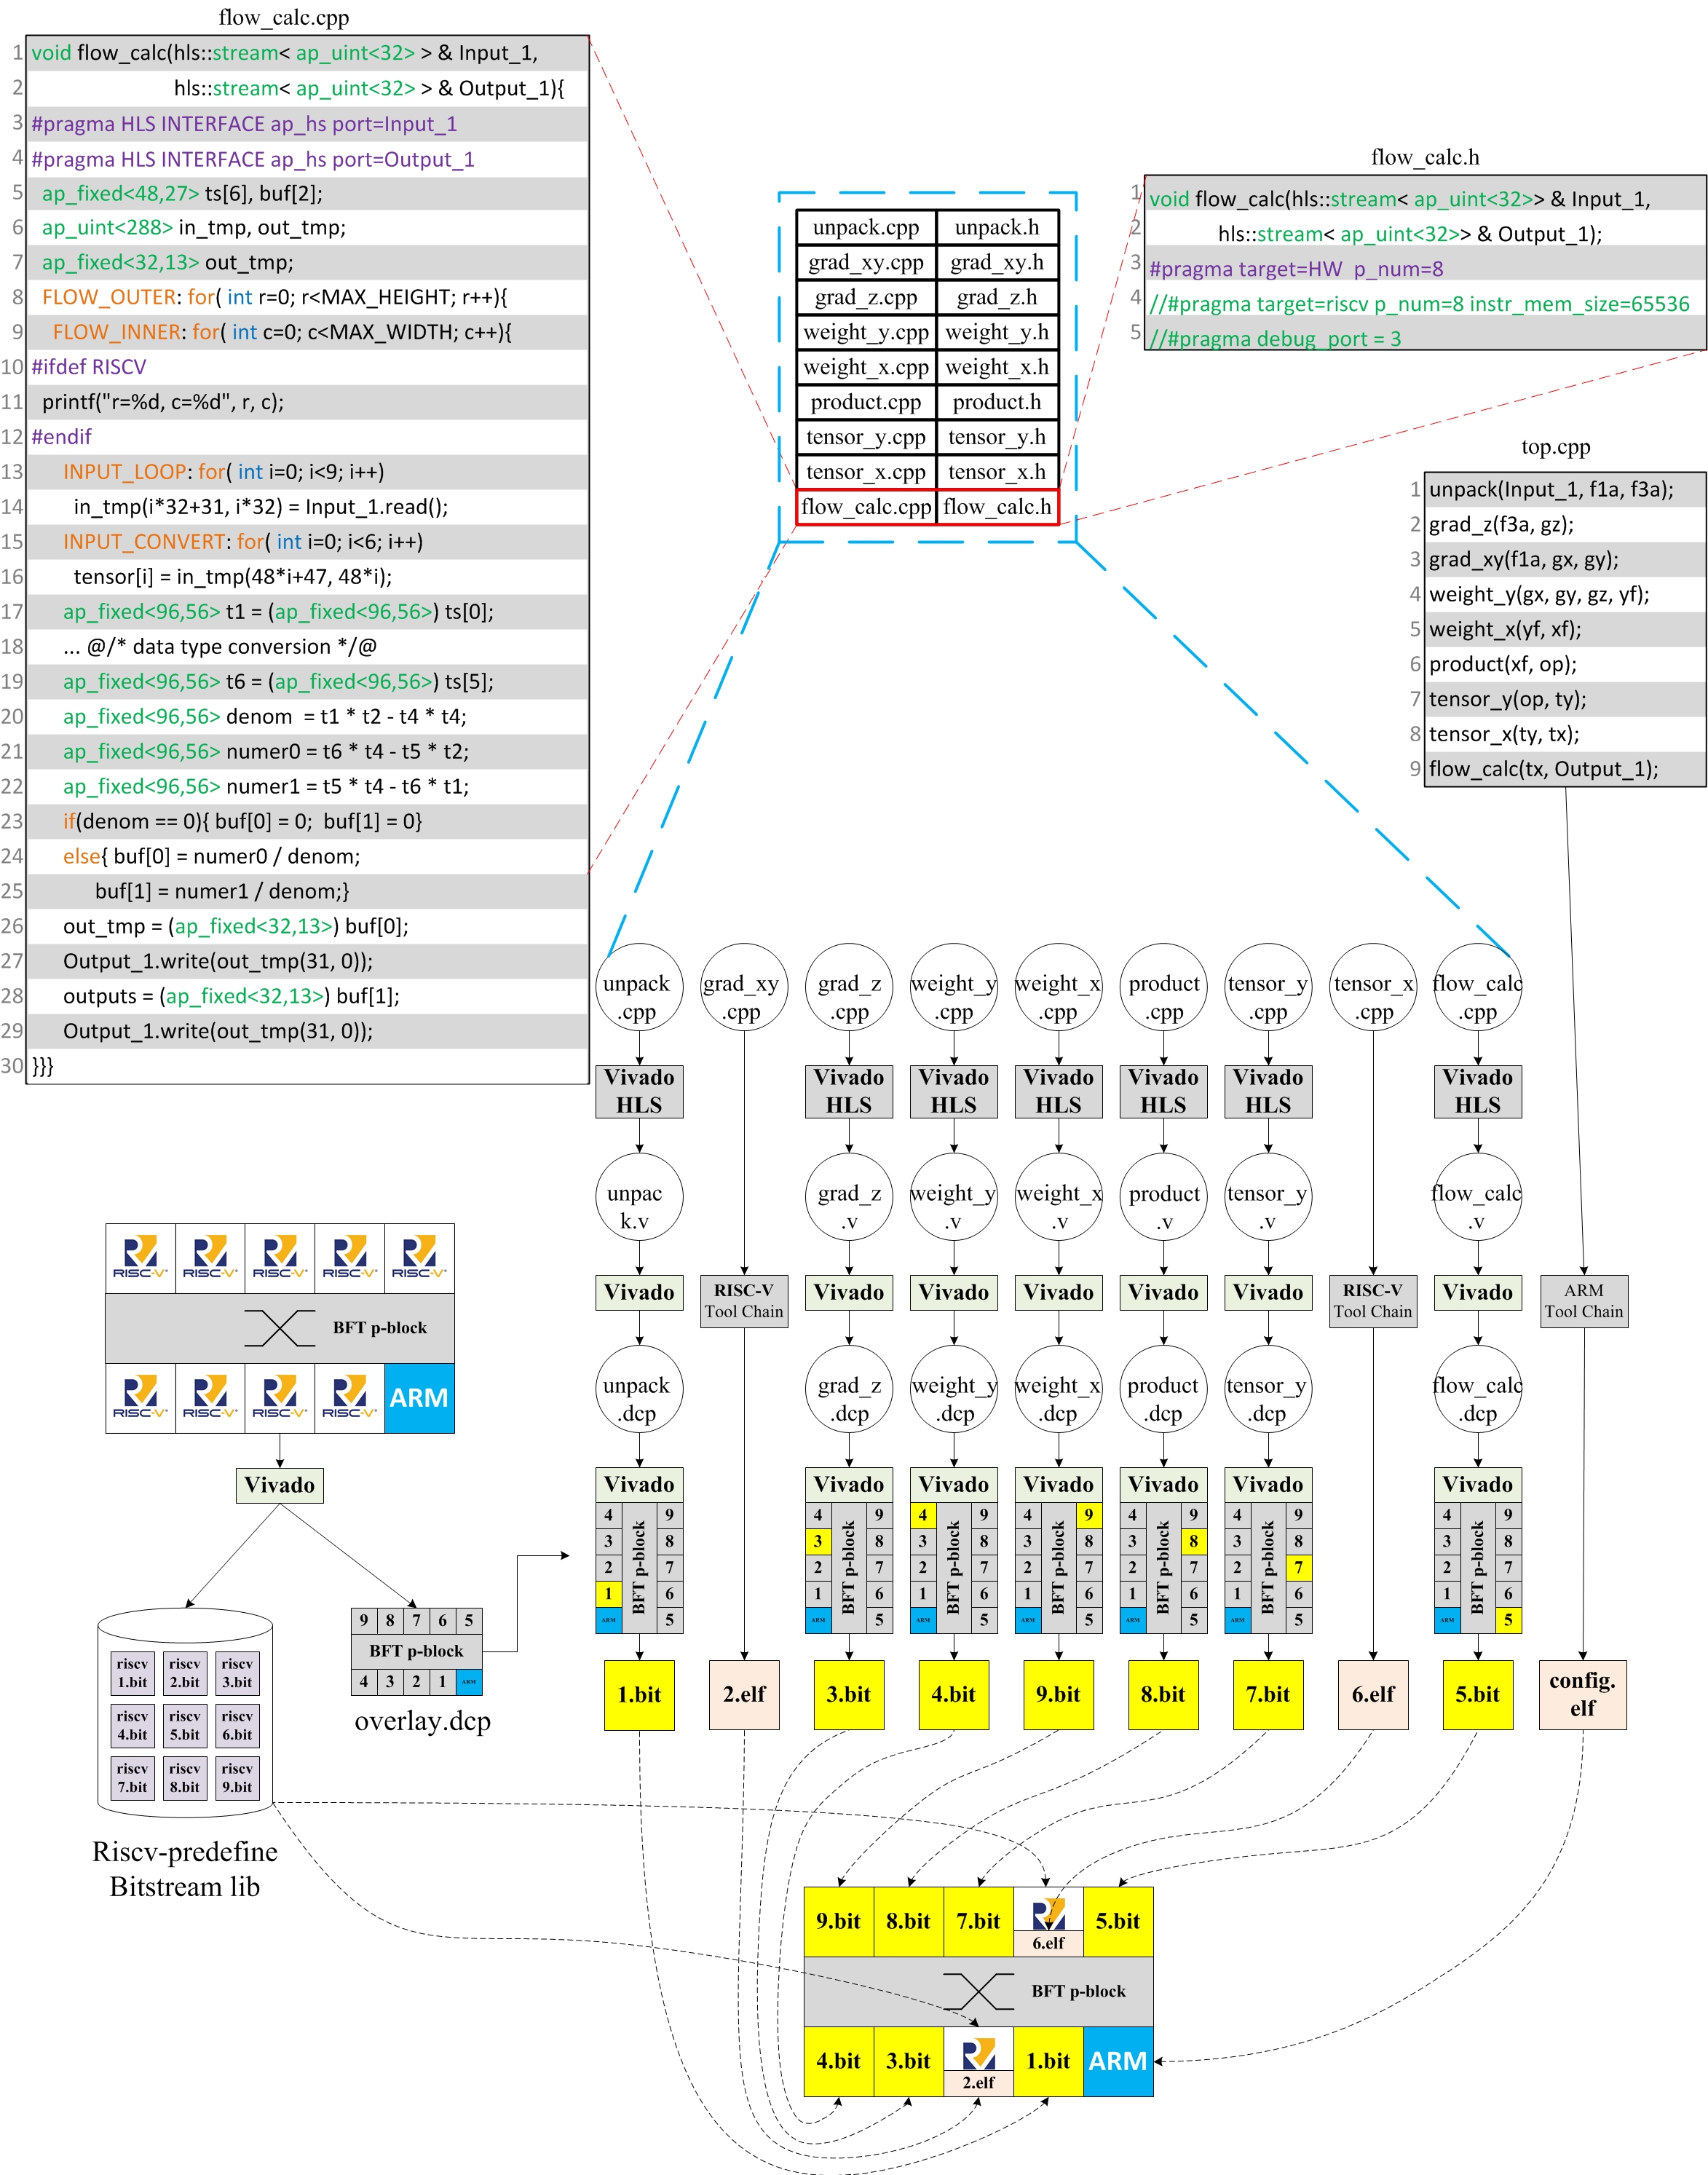 flow_calc.cpp
1 void flow_calc(hls::stream< ap_uint<32> > & Input_1,
2 hls::stream< ap_uint<32> > & Output_1){
3 #pragma HLS INTERFACE ap_hs port=Input_1
4 #pragma HLS INTERFACE ap_hs port=Output_1
5 ap_fixed<48,27> ts[6], buf[2];
6 ap_uint<288> in_tmp, out_tmp;
7 ap_fixed<32,13> out_tmp;
8 FLOW_OUTER: for( int r=0; r<MAX_HEIGHT; r++){
9 FLOW_INNER: for( int c=0; c<MAX_WIDTH; c++){
10 #ifdef RISCV
11 printf("r=%d, c=%d", r, c);
12 #endif
13 INPUT_LOOP: for( int i=0; i<9; i++)
14 in_tmp(i*32+31, i*32) = Input_1.read();
15 INPUT_CONVERT: for( int i=0; i<6; i++)
16 tensor[i] = in_tmp(48*i+47, 48*i);
17 ap_fixed<96,56> t1 = (ap_fixed<96,56>) ts[0];
18 ... @/* data type conversion */@
19 ap_fixed<96,56> t6 = (ap_fixed<96,56>) ts[5];
20 ap_fixed<96,56> denom = t1 * t2 - t4 * t4;
21 ap_fixed<96,56> numer0 = t6 * t4 - t5 * t2;
22 ap_fixed<96,56> numer1 = t5 * t4 - t6 * t1;
23 if(denom == 0){ buf[0] = 0; buf[1] = 0}
24 else{ buf[0] = numer0 / denom;
25 buf[1] = numer1 / denom;}
26 out_tmp = (ap_fixed<32,13>) buf[0];
27 Output_1.write(out_tmp(31, 0));
28 outputs = (ap_fixed<32,13>) buf[1];
29 Output_1.write(out_tmp(31, 0));
30 }}}
unpack.cpp unpack.h
grad_xy.cpp grad_xy.h
grad_z.cpp grad_z.h
weight_y.cpp weight_y.h
weight_x.cpp weight_x.h
product.cpp product.h
tensor_y.cpp tensor_y.h
tensor_x.cpp tensor_x.h
flow_calc.cpp flow_calc.h
flow_calc.h
1 void flow_calc(hls::stream< ap_uint<32>> & Input_1,
2 hls::stream< ap_uint<32>> & Output_1);
3 #pragma target=HW p_num=8
4 //#pragma target=riscv p_num=8 instr_mem_size=65536
5 //#pragma debug_port = 3
top.cpp
1 unpack(Input_1, f1a, f3a);
2 grad_z(f3a, gz);
3 grad_xy(f1a, gx, gy);
4 weight_y(gx, gy, gz, yf);
5 weight_x(yf, xf);
6 product(xf, op);
7 tensor_y(op, ty);
8 tensor_x(ty, tx);
9 flow_calc(tx, Output_1);
unpack grad_xy grad_z weight_y weight_x product tensor_y tensor_x flow_calc
.cpp .cpp .cpp .cpp .cpp .cpp .cpp .cpp .cpp
Vivado Vivado Vivado Vivado Vivado Vivado Vivado
HLS HLS HLS HLS HLS HLS HLS
unpac grad_z weight_y weight_x product tensor_y flow_calc
k.v .v .v .v .v .v .v
Vivado RISC-V Vivado Vivado Vivado Vivado Vivado RISC-V Vivado ARM
Tool Chain Tool Chain Tool Chain
unpack grad_z weight_y weight_x product tensor_y flow_calc
.dcp .dcp .dcp .dcp .dcp .dcp .dcp
Vivado Vivado Vivado Vivado Vivado Vivado Vivado
4 9 4 9 4 9 4 9 4 9 4 9 4 9
3 8 3 8 3 8 3 8 3 8 3 8 3 8
2 7 2 7 2 7 2 7 2 7 2 7 2 7
1 6 1 6 1 6 1 6 1 6 1 6 1 6
ARM 5 ARM 5 ARM 5 ARM 5 ARM 5 ARM 5 ARM 5
BFT p-block BFT p-block BFT p-block BFT p-block BFT p-block BFT p-block BFT p-block
1.bit 2.elf 3.bit 4.bit 9.bit 8.bit 7.bit 6.elf 5.bit config.
elf
RISC-V RISC-V RISC-V RISC-V RISC-V
BFT p-block
RISC-V RISC-V RISC-V RISC-V ARM
Vivado
9 8 7 6 5
BFT p-block
4 3 2 1 ARM
overlay.dcp
riscv riscv riscv
1.bit 2.bit 3.bit
riscv riscv riscv
4.bit 5.bit 6.bit
riscv riscv riscv
7.bit 8.bit 9.bit
Riscv-predefine
Bitstream lib
9.bit 8.bit 7.bit 6.elf 5.bit
BFT p-block
4.bit 3.bit 2.elf 1.bit ARM